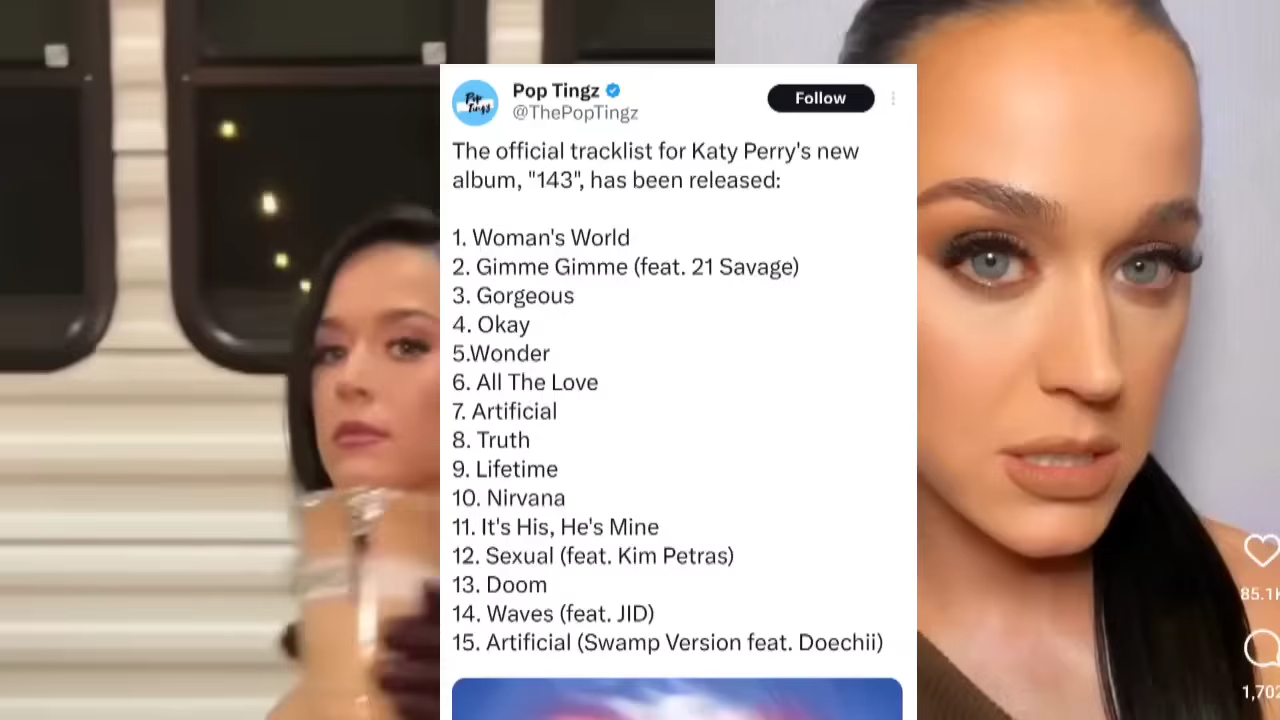 Pop Tingz
@ThePopTingz
Follow
The official tracklist for Katy Perry's new
album, "143", has been released:
1. Woman's World
2. Gimme Gimme (feat. 21 Savage)
3. Gorgeous
4. Okay
5.Wonder
6. All The Love
7. Artificial
8. Truth
9. Lifetime
10. Nirvana
11. It's His, He's Mine
12. Sexual (feat. Kim Petras)
13. Doom
14. Waves (feat. JID)
15. Artificial (Swamp Version feat. Doechii)
Pop
Tingz
85.1K
1,702